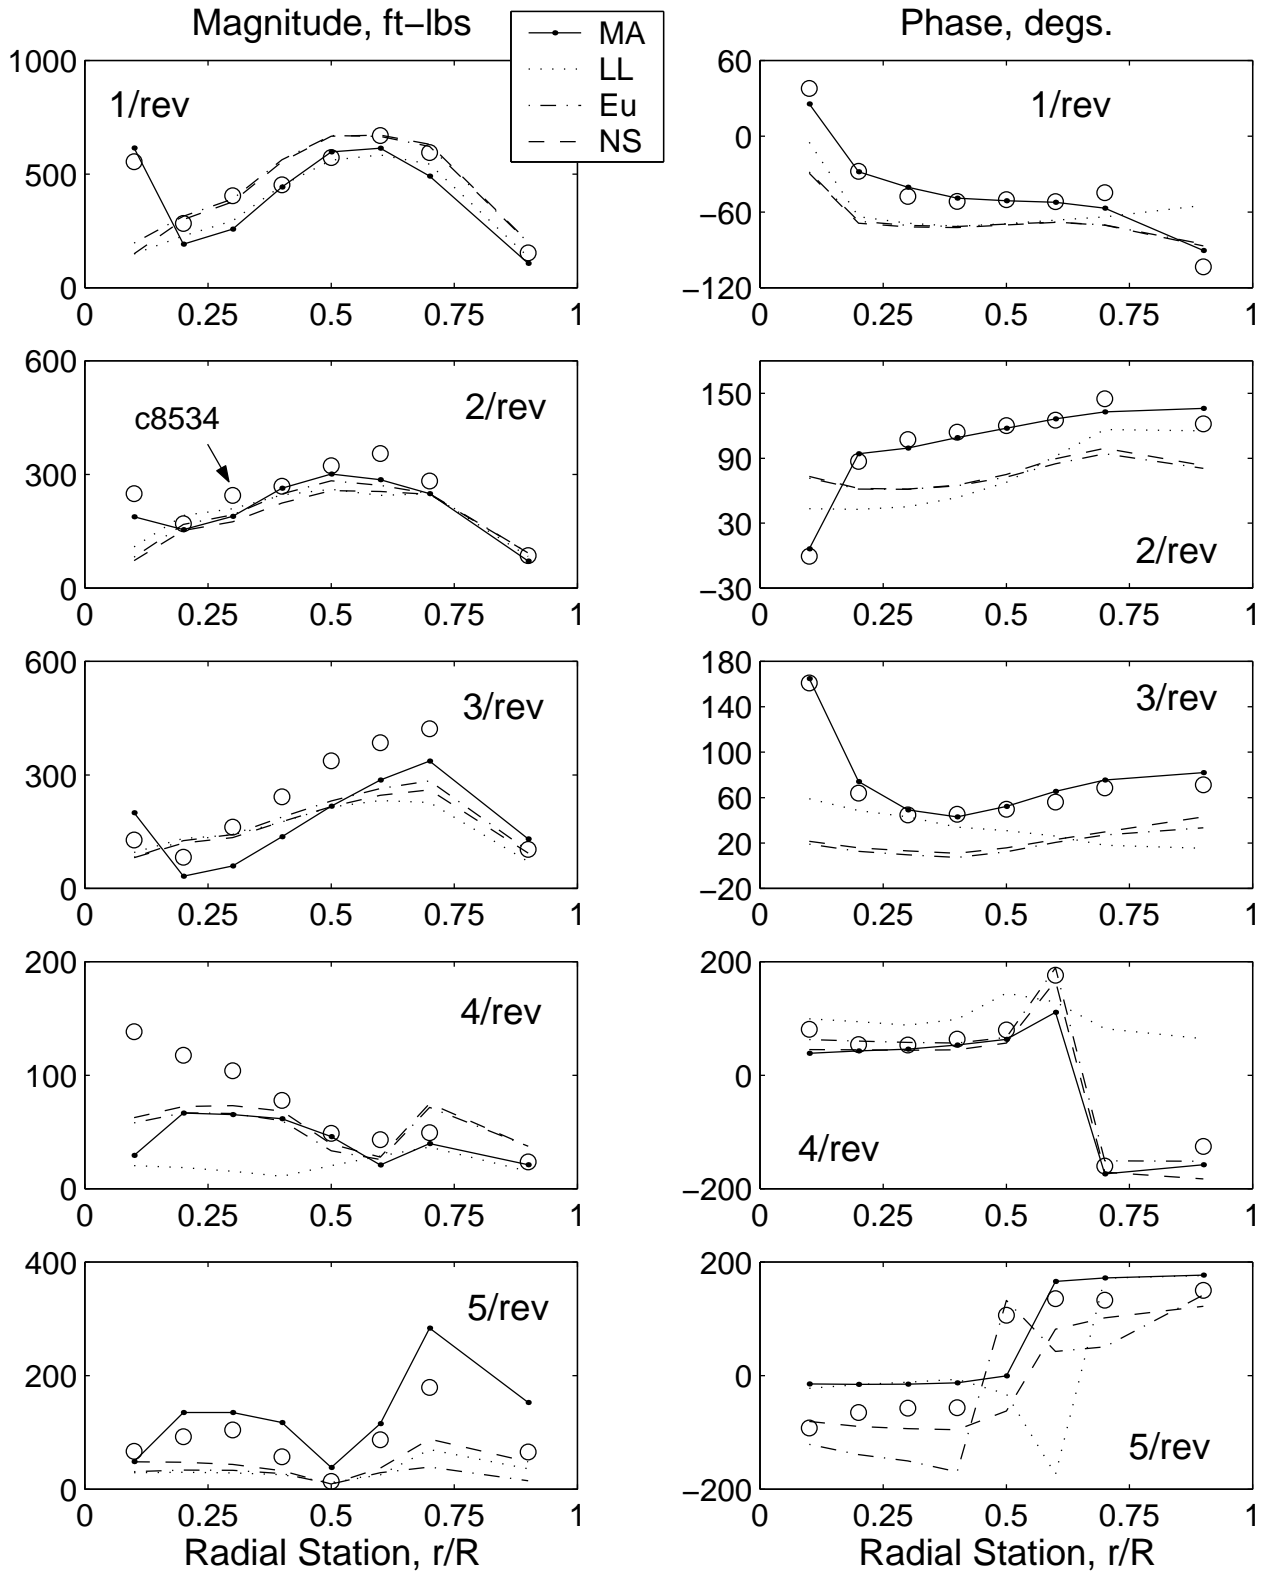 Magnitude, ft−lbs
Phase, degs.
MA
LL
Eu
NS
1000
500
0
1/rev
0 0.25 0.5 0.75 1
60
0
−60
−120
1/rev
0 0.25 0.5 0.75 1
600
300
0
c8534
2/rev
0 0.25 0.5 0.75 1
150
90
30
−30
2/rev
0 0.25 0.5 0.75 1
600
300
0
3/rev
0 0.25 0.5 0.75 1
180
140
100
60
20
−20
3/rev
0 0.25 0.5 0.75 1
200
100
0
4/rev
0 0.25 0.5 0.75 1
200
0
−200
4/rev
0 0.25 0.5 0.75 1
400
200
0
5/rev
0 0.25 0.5 0.75 1
Radial Station, r/R
200
0
−200
5/rev
0 0.25 0.5 0.75 1
Radial Station, r/R